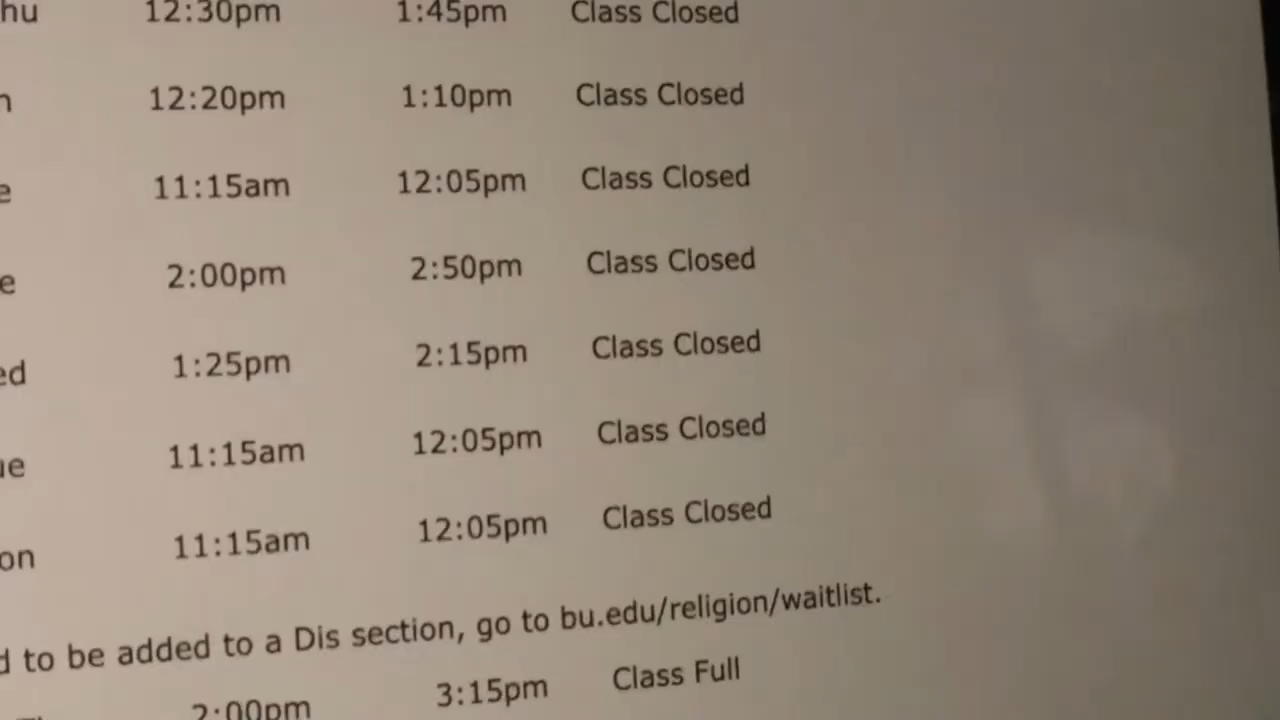 hu 12:30pm 1:45pm Class Closed
n 12:20pm 1:10pm Class Closed
e 11:15am 12:05pm Class Closed
e 2:00pm 2:50pm Class Closed
ed 1:25pm 2:15pm Class Closed
ue 11:15am 12:05pm Class Closed
on 11:15am 12:05pm Class Closed
d to be added to a Dis section, go to bu.edu/religion/waitlist.
2:00pm 3:15pm Class Full